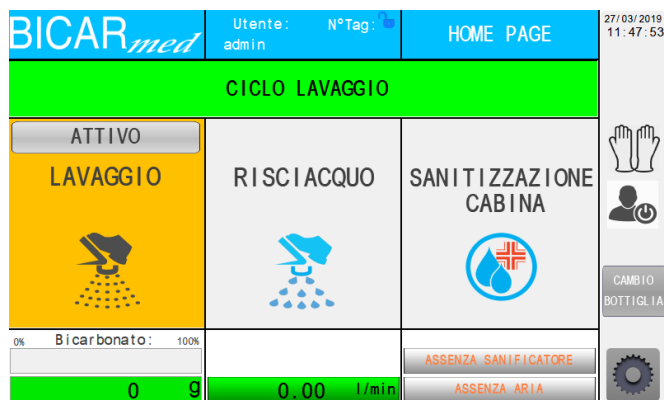 BICARmed
Utente: N°Tag:
admin
HOME PAGE
27/03/2019
11:47:53
CICLO LAVAGGIO
ATTIVO
LAVAGGIO
RISCIACQUO
SANITIZZAZIONE
CABINA
CAMBIO
BOTTIGLIA
0% Bicarbonato: 100%
0 g
0.00 l/min
ASSENZA SANIFICATORE
ASSENZA ARIA